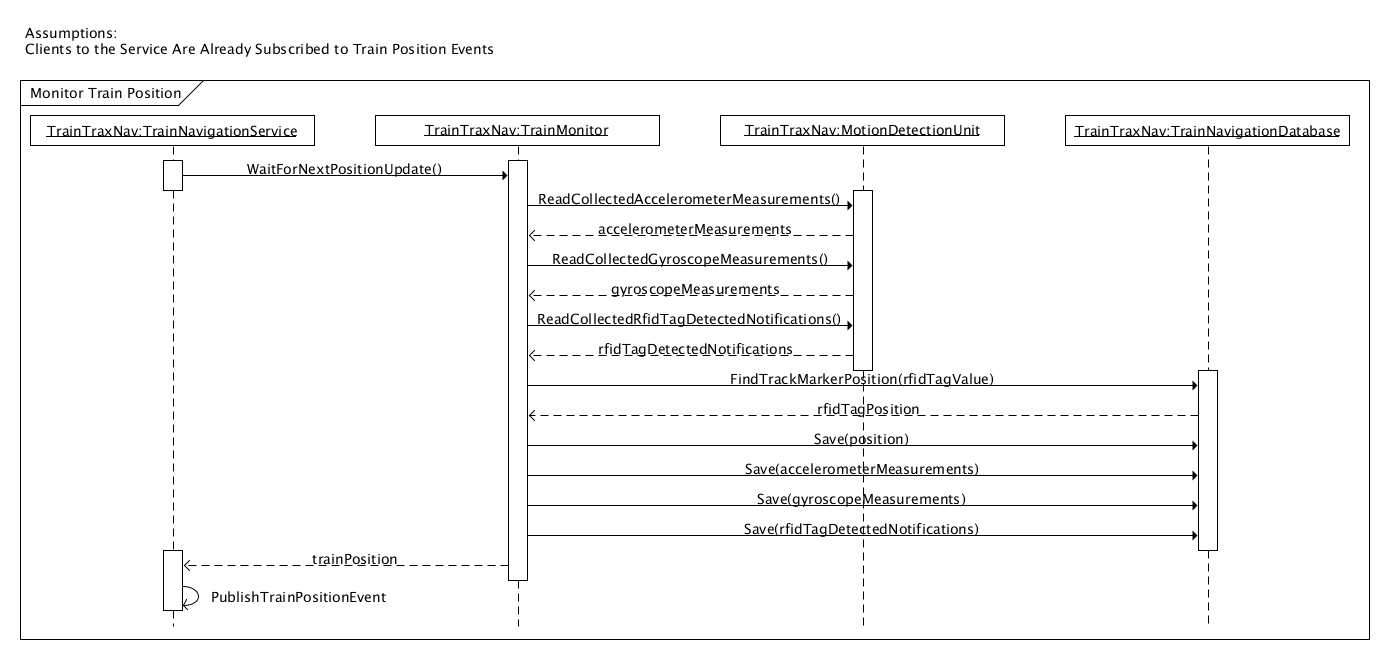 Assumptions:
Clients to the Service Are Already Subscribed to Train Position Events
Monitor Train Position
TrainTraxNav:TrainNavigationService
TrainTraxNav:TrainMonitor
TrainTraxNav:MotionDetectionUnit
TrainTraxNav:TrainNavigationDatabase
WaitForNextPositionUpdate()
ReadCollectedAccelerometerMeasurements()
accelerometerMeasurements
ReadCollectedGyroscopeMeasurements()
gyroscopeMeasurements
ReadCollectedRfidTagDetectedNotifications()
rfidTagDetectedNotifications
FindTrackMarkerPosition(rfidTagValue)
rfidTagPosition
Save(position)
Save(accelerometerMeasurements)
Save(gyroscopeMeasurements)
Save(rfidTagDetectedNotifications)
trainPosition
PublishTrainPositionEvent